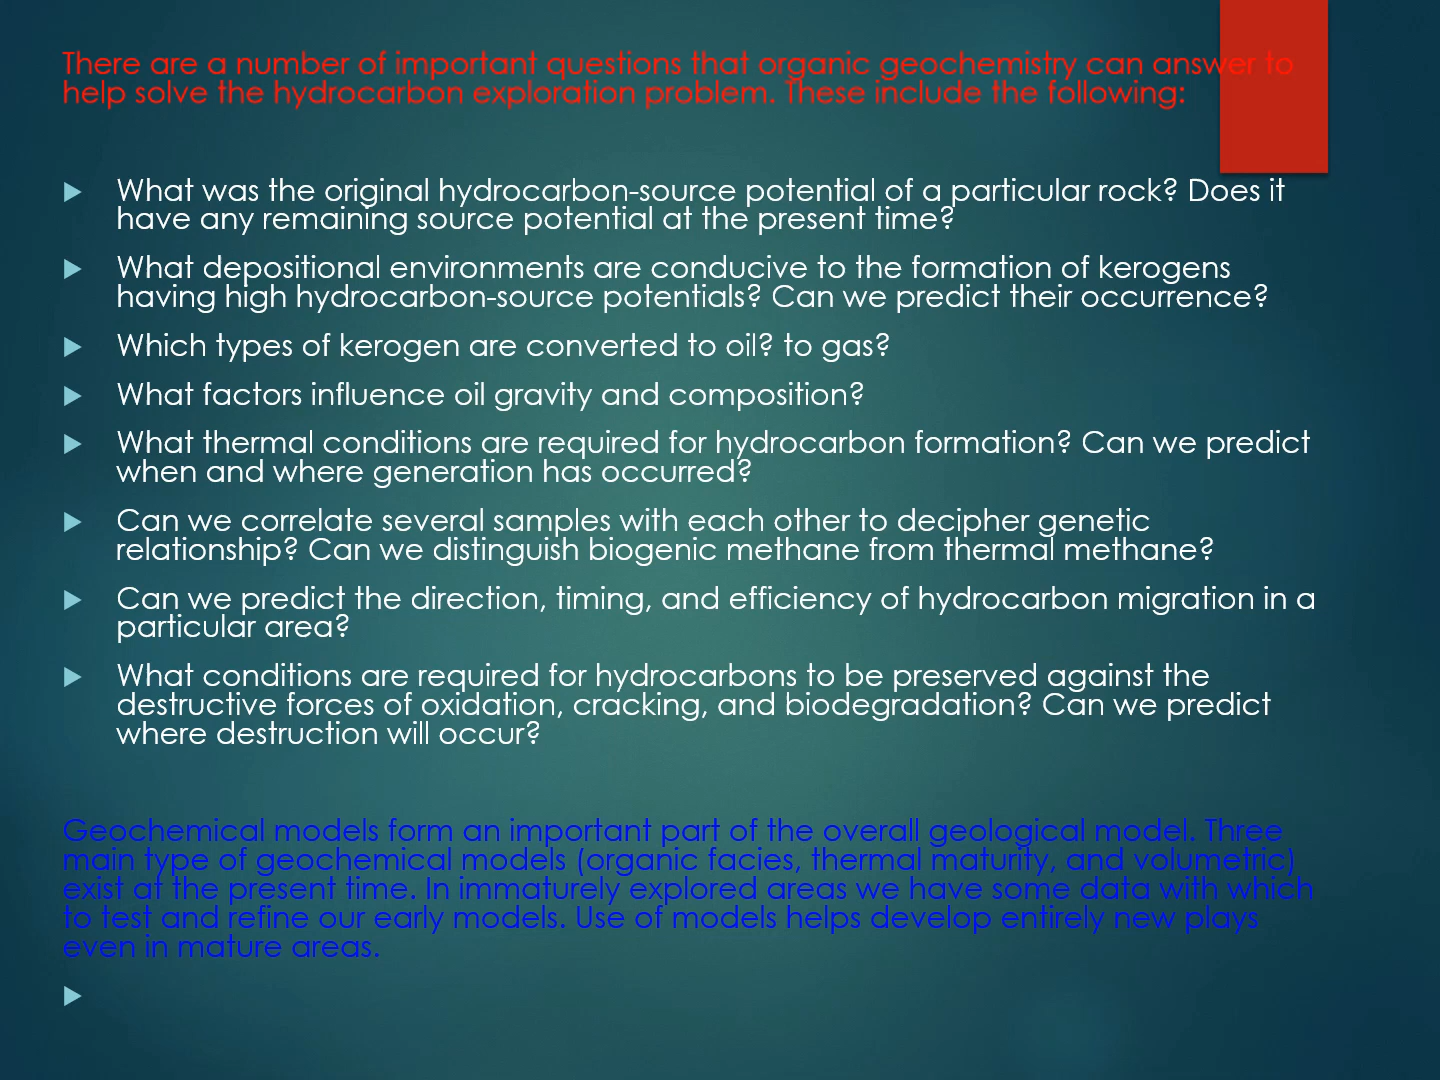 There are a number of important questions that organic geochemistry can answer to
help solve the hydrocarbon exploration problem. These include the following:
What was the original hydrocarbon-source potential of a particular rock? Does it
have any remaining source potential at the present time?
What depositional environments are conducive to the formation of kerogens
having high hydrocarbon-source potentials? Can we predict their occurrence?
Which types of kerogen are converted to oil? to gas?
What factors influence oil gravity and composition?
What thermal conditions are required for hydrocarbon formation? Can we predict
when and where generation has occurred?
Can we correlate several samples with each other to decipher genetic
relationship? Can we distinguish biogenic methane from thermal methane?
Can we predict the direction, timing, and efficiency of hydrocarbon migration in a
particular area?
What conditions are required for hydrocarbons to be preserved against the
destructive forces of oxidation, cracking, and biodegradation? Can we predict
where destruction will occur?
Geochemical models form an important part of the overall geological model. Three
main type of geochemical models (organic facies, thermal maturity, and volumetric)
exist at the present time. In immaturely explored areas we have some data with which
to test and refine our early models. Use of models helps develop entirely new plays
even in mature areas.